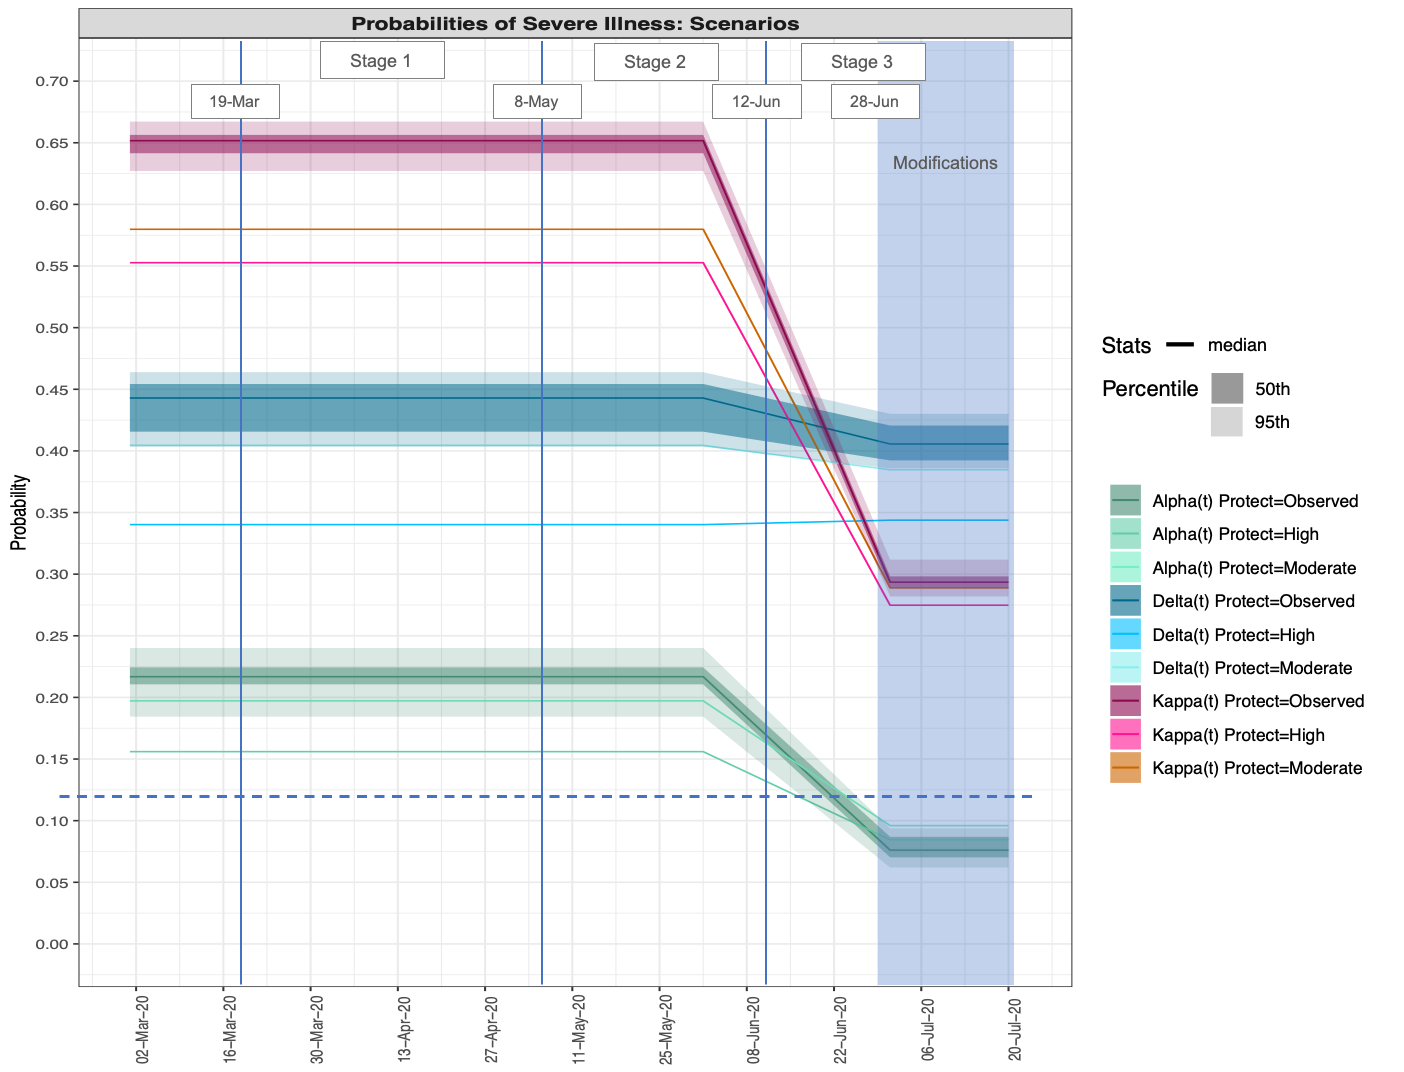 Probabilities of Severe Illness: Scenarios
Stage 1
Stage 2
Stage 3
19-Mar
8-May
12-Jun
28-Jun
Modifications
Probability
0.70
0.65
0.60
0.55
0.50
0.45
0.40
0.35
0.30
0.25
0.20
0.15
0.10
0.05
0.00
02–Mar–20
16–Mar–20
30–Mar–20
13–Apr–20
27–Apr–20
11–May–20
25–May–20
08–Jun–20
22–Jun–20
06–Jul–20
20–Jul–20
Stats
median
Percentile
50th
95th
Alpha(t) Protect=Observed
Alpha(t) Protect=High
Alpha(t) Protect=Moderate
Delta(t) Protect=Observed
Delta(t) Protect=High
Delta(t) Protect=Moderate
Kappa(t) Protect=Observed
Kappa(t) Protect=High
Kappa(t) Protect=Moderate